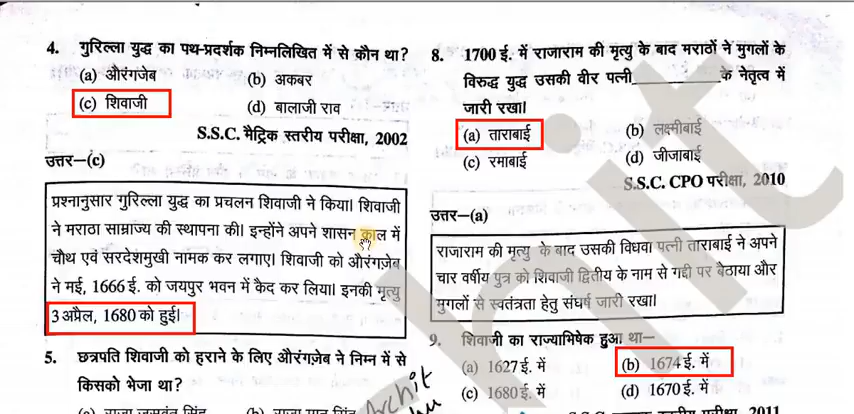 4. गुरिल्ला युद्ध का पथ-प्रदर्शक निम्नलिखित में से कौन था?
(a) औरंगजेब (b) अकबर
(c) शिवाजी (d) बालाजी राव
S.S.C. मैट्रिक स्तरीय परीक्षा, 2002
उत्तर—(c)
प्रश्नानुसार गुरिल्ला युद्ध का प्रचलन शिवाजी ने किया। शिवाजी
ने मराठा साम्राज्य की स्थापना की। इन्होंने अपने शासन काल में
चौथ एवं सरदेशमुखी नामक कर लगाए। शिवाजी को औरंगज़ेब
ने मई, 1666 ई. को जयपुर भवन में कैद कर लिया। इनकी मृत्यु
3 अप्रैल, 1680 को हुई।
5. छत्रपति शिवाजी को हराने के लिए औरंगज़ेब ने निम्न में से
किसको भेजा था?
(a) राजा जसवंत सिंह (b) राजा मान सिंह
8. 1700 ई. में राजाराम की मृत्यु के बाद मराठों ने मुगलों के
विरुद्ध युद्ध उसकी वीर पत्नी________के नेतृत्व में
जारी रखा।
(a) ताराबाई (b) लक्ष्मीबाई
(c) रमाबाई (d) जीजाबाई
S.S.C. CPO परीक्षा, 2010
उत्तर—(a)
राजाराम की मृत्यु के बाद उसकी विधवा पत्नी ताराबाई ने अपने
चार वर्षीय पुत्र को शिवाजी द्वितीय के नाम से गद्दी पर बैठाया और
मुगलों से स्वतंत्रता हेतु संघर्ष जारी रखा।
9. शिवाजी का राज्याभिषेक हुआ था—
(a) 1627 ई. में (b) 1674 ई. में
(c) 1680 ई. में (d) 1670 ई. में